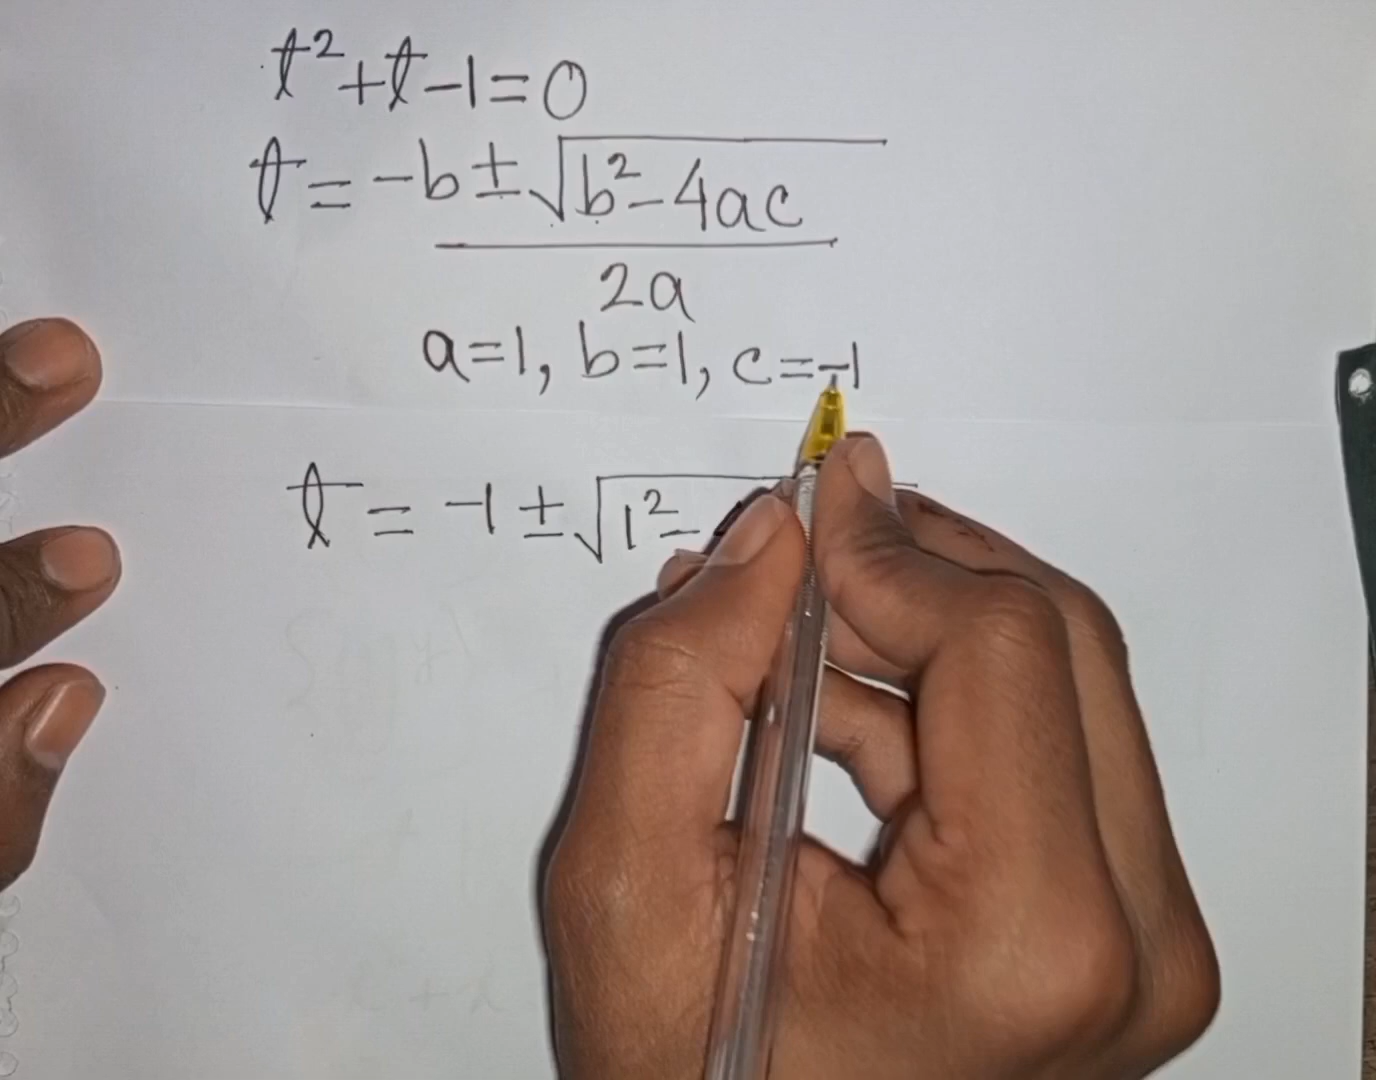 t²+t-1=0
t=-b±√b²-4ac
2a
a=1, b=1, c=-1
t=-1±√1²-